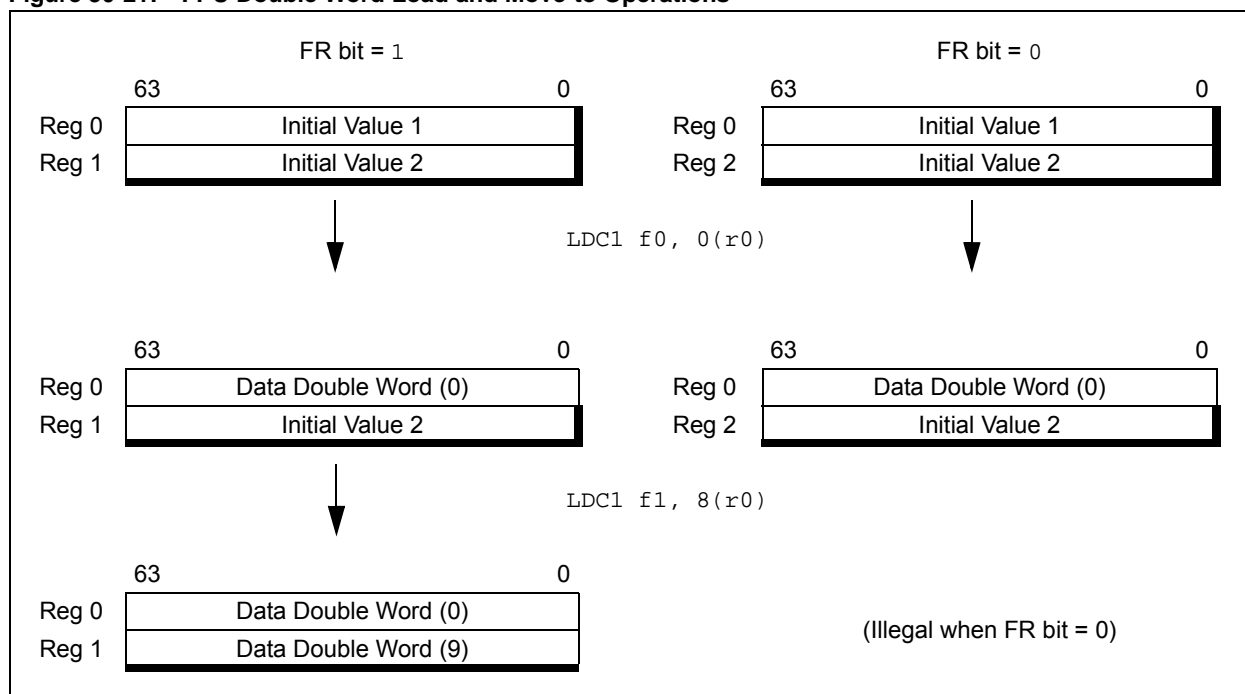 Figure FPU Double Word Load and Move to Operations
FR bit = 1 FR bit = 0
63 0 63 0
Reg 0 Initial Value 1 Reg 0 Initial Value 1
Reg 1 Initial Value 2 Reg 2 Initial Value 2
LDC1 f0, 0(r0)
63 0 63 0
Reg 0 Data Double Word (0) Reg 0 Data Double Word (0)
Reg 1 Initial Value 2 Reg 2 Initial Value 2
LDC1 f1, 8(r0)
63 0
Reg 0 Data Double Word (0)
Reg 1 Data Double Word (9)
(Illegal when FR bit = 0)